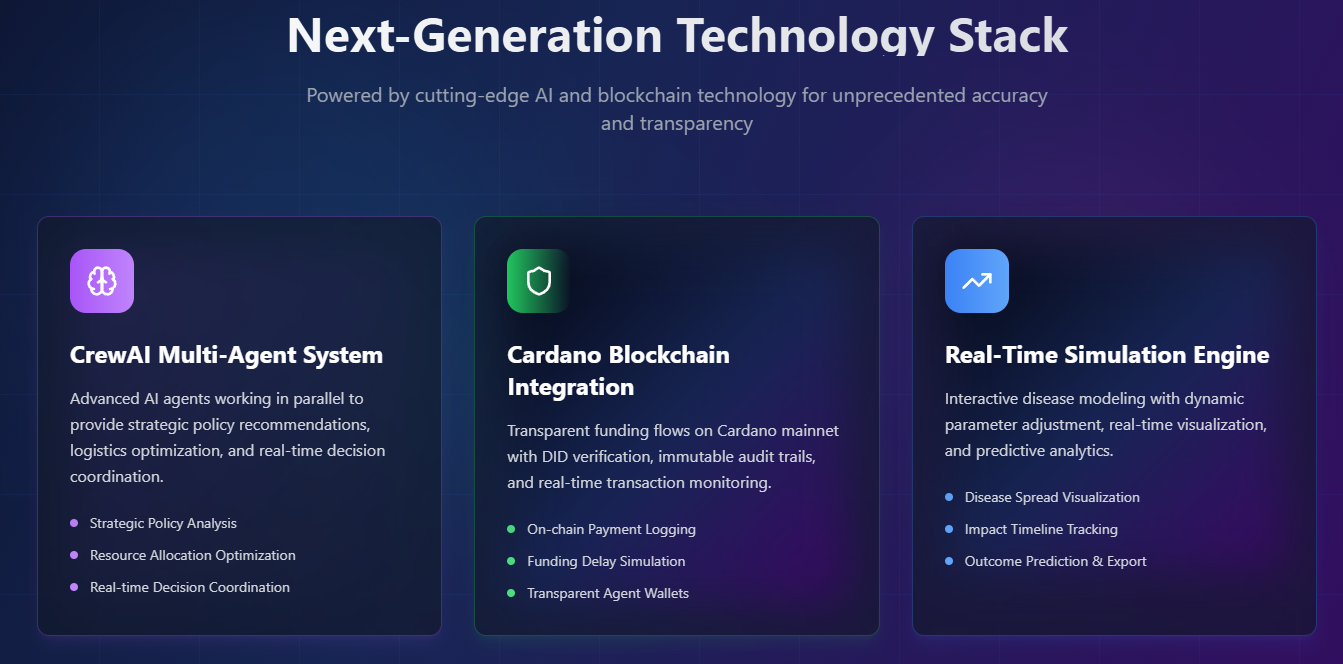 Next-Generation Technology Stack
Powered by cutting-edge AI and blockchain technology for unprecedented accuracy
and transparency
CrewAI Multi-Agent System
Advanced AI agents working in parallel to
provide strategic policy recommendations,
logistics optimization, and real-time decision
coordination.
Strategic Policy Analysis
Resource Allocation Optimization
Real-time Decision Coordination
Cardano Blockchain
Integration
Transparent funding flows on Cardano mainnet
with DID verification, immutable audit trails,
and real-time transaction monitoring.
On-chain Payment Logging
Funding Delay Simulation
Transparent Agent Wallets
Real-Time Simulation Engine
Interactive disease modeling with dynamic
parameter adjustment, real-time visualization,
and predictive analytics.
Disease Spread Visualization
Impact Timeline Tracking
Outcome Prediction & Export